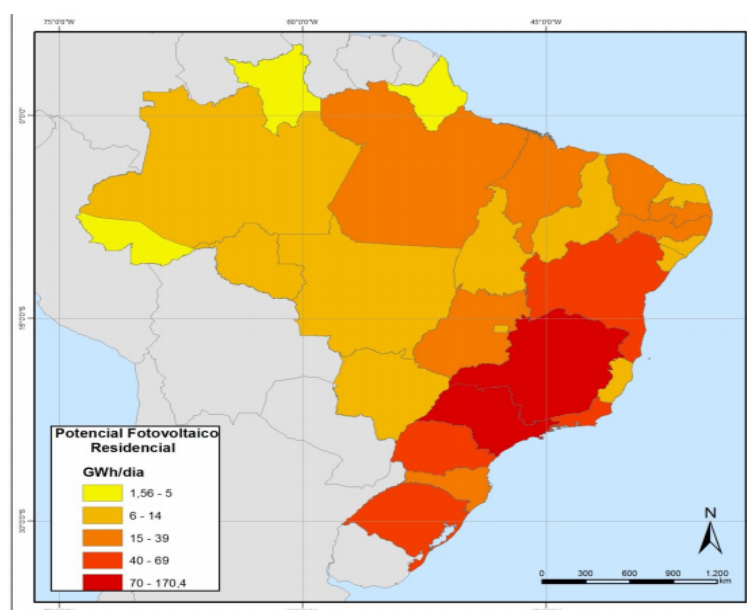 75°0'0"W
60°0'0"W
45°0'0"W
0°0'0"
15°0'0"S
30°0'0"S
Potencial Fotovoltaico
Residencial
GWh/dia
1,56 - 5
6 - 14
15 - 39
40 - 69
70 - 170,4
N
0 300 600 900 1.200
km